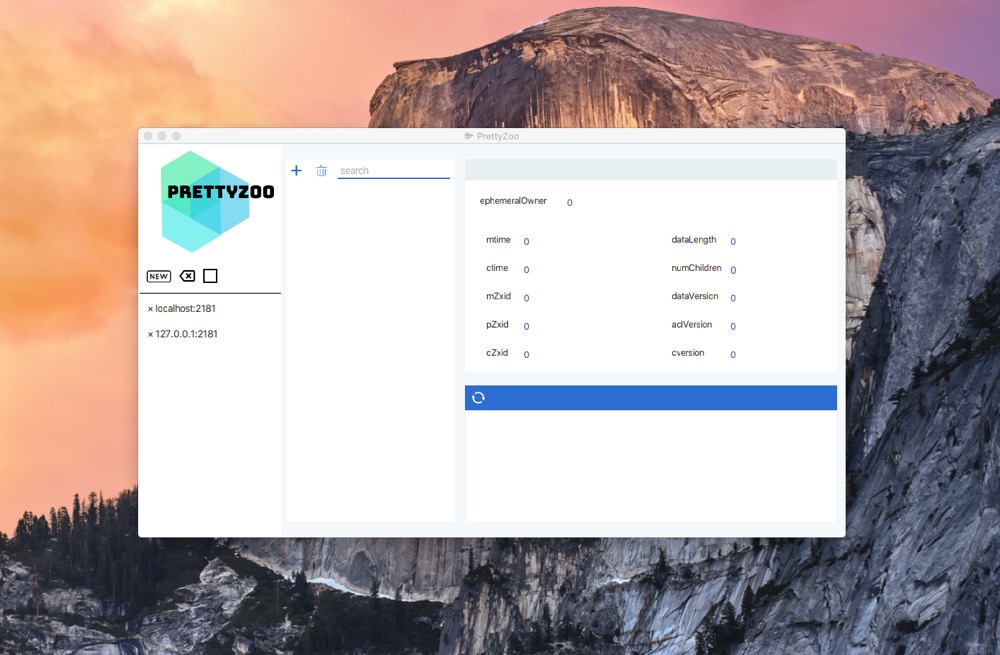 PrettyZoo
PRETTYZOO
NEW
× localhost:2181
× 127.0.0.1:2181
search
ephemeralOwner 0
mtime 0 dataLength 0
ctime 0 numChildren 0
mZxid 0 dataVersion 0
pZxid 0 aclVersion 0
cZxid 0 cversion 0